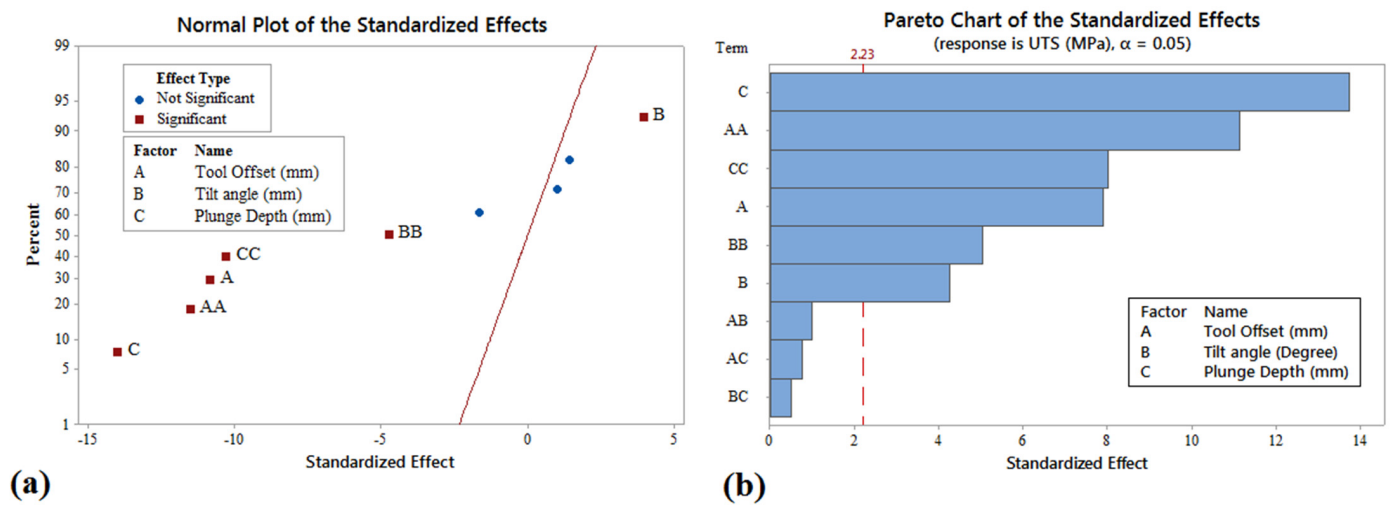 Normal Plot of the Standardized Effects
99
95
90
80
70
60
50
40
30
20
10
5
1
Percent
Effect Type
Not Significant
Significant
Factor Name
A Tool Offset (mm)
B Tilt angle (mm)
C Plunge Depth (mm)
B
BB
CC
A
AA
C
-15 -10 -5 0 5
Standardized Effect
(a)
Pareto Chart of the Standardized Effects
(response is UTS (MPa), α = 0.05)
Term
2.23
C
AA
CC
A
BB
B
AB
AC
BC
Factor Name
A Tool Offset (mm)
B Tilt angle (Degree)
C Plunge Depth (mm)
0 2 4 6 8 10 12 14
Standardized Effect
(b)